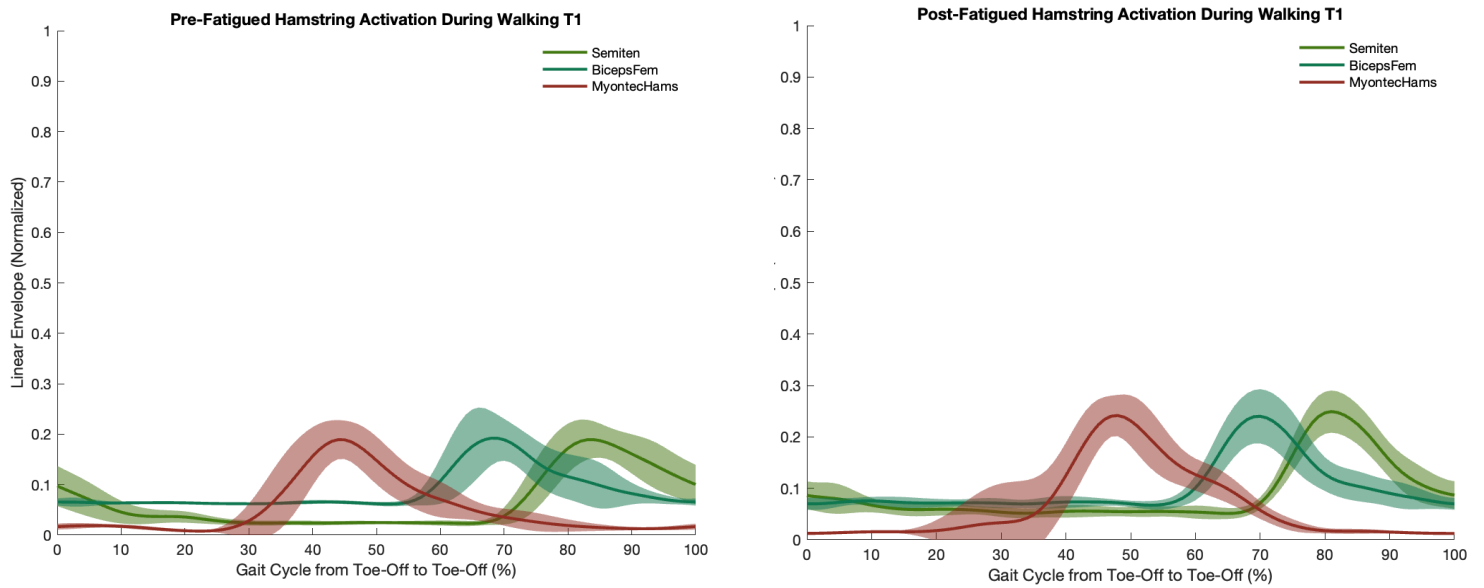 Pre-Fatigued Hamstring Activation During Walking T1
1
0.9
0.8
0.7
0.6
0.5
0.4
0.3
0.2
0.1
0
Linear Envelope (Normalized)
Semiten
BicepsFem
MyontecHams
0 10 20 30 40 50 60 70 80 90 100
Gait Cycle from Toe-Off to Toe-Off (%)
Post-Fatigued Hamstring Activation During Walking T1
1
0.9
0.8
0.7
0.6
0.5
0.4
0.3
0.2
0.1
0
Semiten
BicepsFem
MyontecHams
0 10 20 30 40 50 60 70 80 90 100
Gait Cycle from Toe-Off to Toe-Off (%)